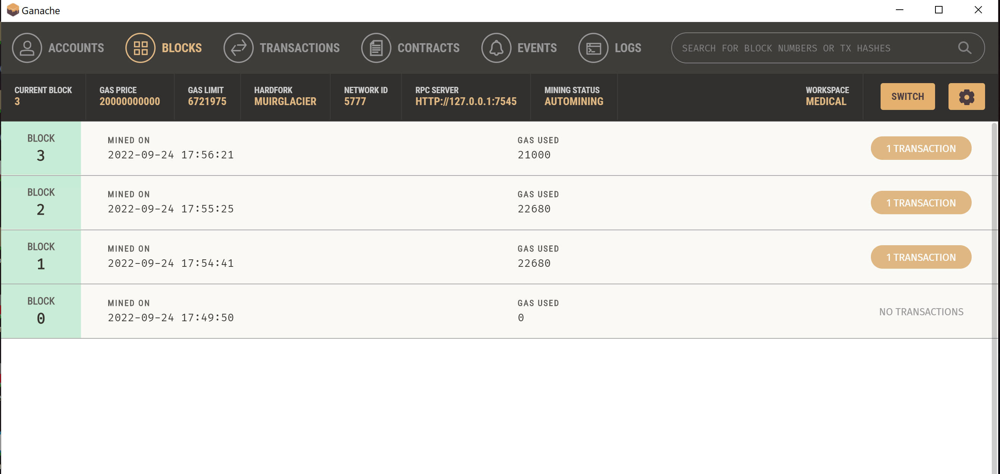 Ganache
ACCOUNTS BLOCKS TRANSACTIONS CONTRACTS EVENTS LOGS SEARCH FOR BLOCK NUMBERS OR TX HASHES
CURRENT BLOCK GAS PRICE GAS LIMIT HARDFORK NETWORK ID RPC SERVER MINING STATUS WORKSPACE
3 20000000000 6721975 MUIRGLACIER 5777 HTTP://127.0.0.1:7545 AUTOMINING MEDICAL SWITCH
BLOCK MINED ON GAS USED
3 2022-09-24 17:56:21 21000 1 TRANSACTION
BLOCK MINED ON GAS USED
2 2022-09-24 17:55:25 22680 1 TRANSACTION
BLOCK MINED ON GAS USED
1 2022-09-24 17:54:41 22680 1 TRANSACTION
BLOCK MINED ON GAS USED
0 2022-09-24 17:49:50 0 NO TRANSACTIONS